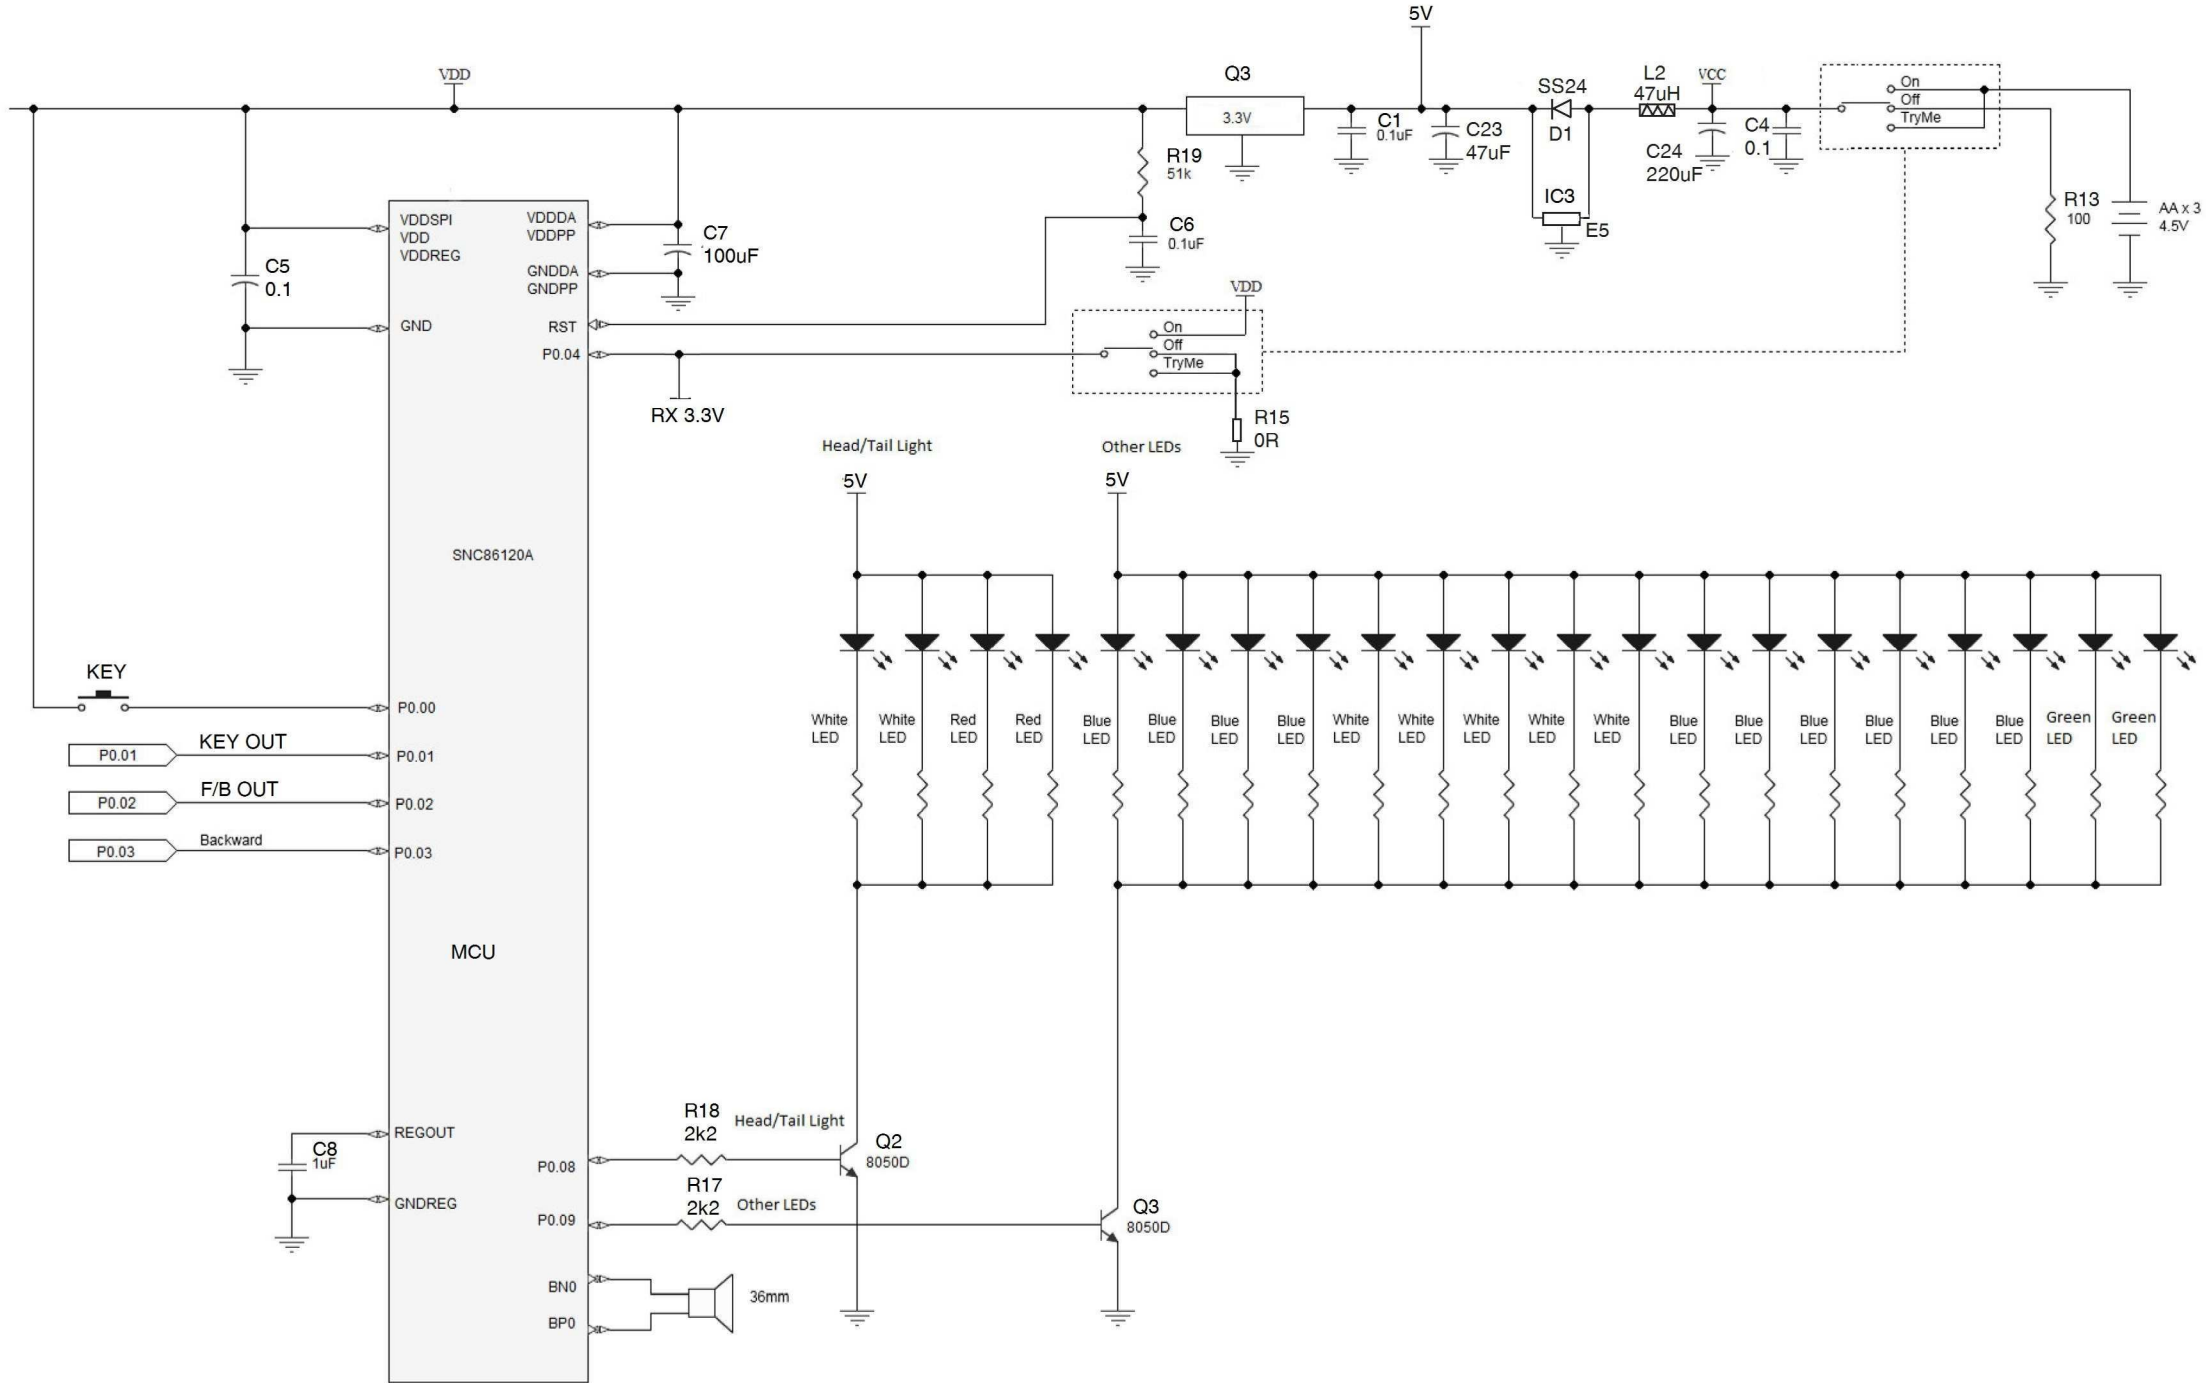 5V
VDD
Q3
3.3V
SS24
D1
L2
47uH
VCC
On
Off
TryMe
C1
0.1uF
C23
47uF
C24
220uF
C4
0.1
R19
51k
IC3
E5
R13
100
AA x 3
4.5V
C6
0.1uF
VDDSPI
VDD
VDDREG
VDDDA
VDDPP
C7
100uF
GNDDA
GNDPP
C5
0.1
GND
RST
P0.04
RX 3.3V
VDD
On
Off
TryMe
R15
0R
Head/Tail Light
Other LEDs
5V
5V
SNC86120A
KEY
P0.00
P0.01
KEY OUT
P0.01
P0.02
F/B OUT
P0.02
P0.03
Backward
P0.03
White
LED
White
LED
Red
LED
Red
LED
Blue
LED
Blue
LED
Blue
LED
Blue
LED
White
LED
White
LED
White
LED
White
LED
White
LED
Blue
LED
Blue
LED
Blue
LED
Blue
LED
Blue
LED
Blue
LED
Green
LED
Green
LED
MCU
REGOUT
C8
1uF
GNDREG
P0.08
R18
2k2
Head/Tail Light
Q2
8050D
P0.09
R17
2k2
Other LEDs
Q3
8050D
BN0
BP0
36mm